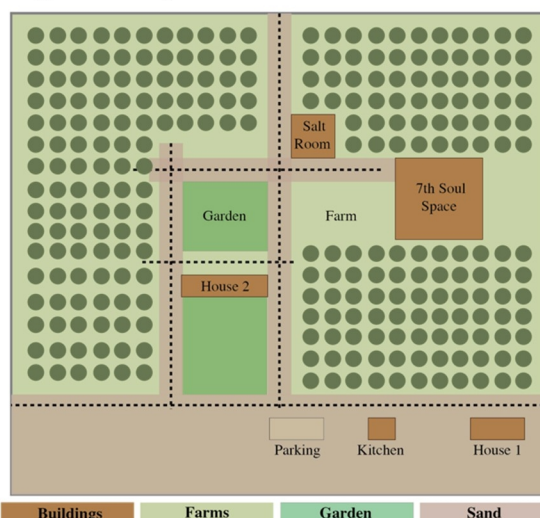 Salt
Room
7th Soul
Space
Garden
Farm
House 2
Parking
Kitchen
House 1
Buildings
Farms
Garden
Sand